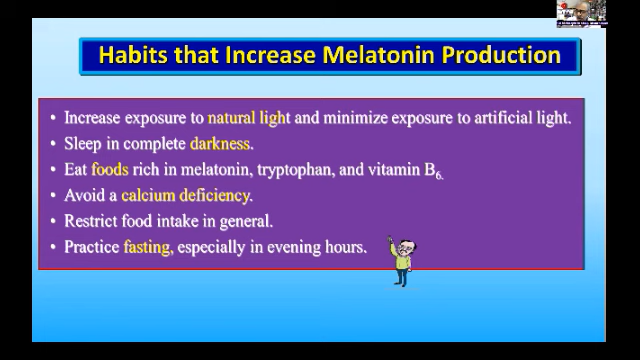 Habits that Increase Melatonin Production
• Increase exposure to natural light and minimize exposure to artificial light.
• Sleep in complete darkness.
• Eat foods rich in melatonin, tryptophan, and vitamin B6.
• Avoid a calcium deficiency.
• Restrict food intake in general.
• Practice fasting, especially in evening hours.